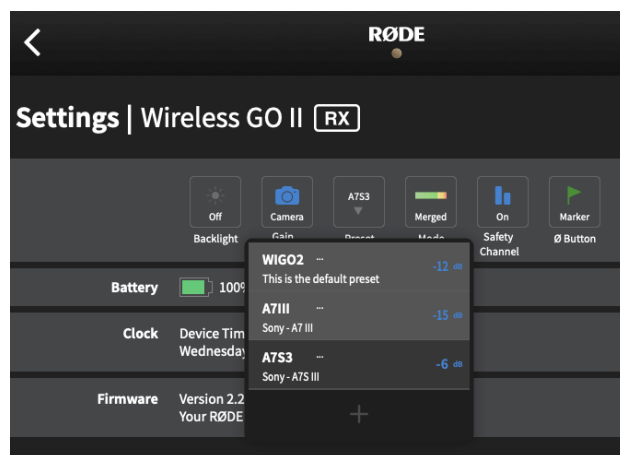 RØDE
Settings | Wireless GO II RX
Off
Camera
A7S3
Merged
On
Marker
Backlight
Gain
Preset
Mode
Safety
Channel
Ø Button
WIGO2 ...
-12 dB
This is the default preset
A7III ...
-15 dB
Sony - A7 III
A7S3 ...
-6 dB
Sony - A7S III
+
Battery
100%
Clock
Device Tim
Wednesday
Firmware
Version 2.2
Your RØDE